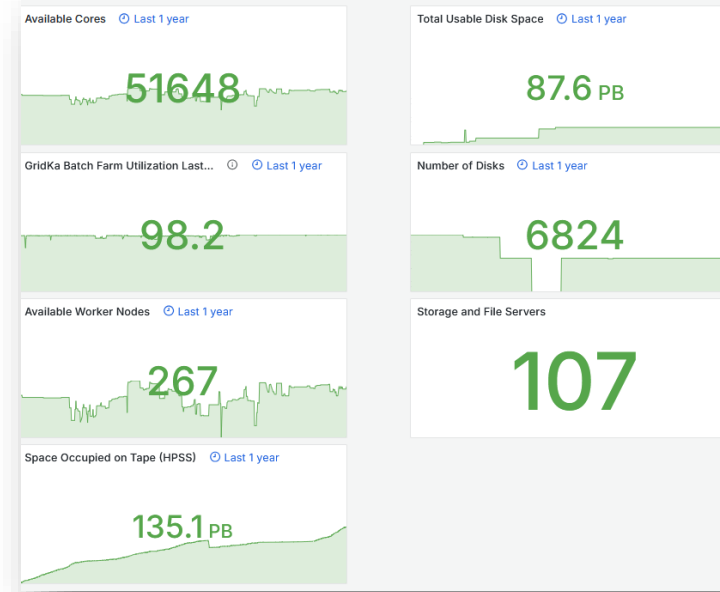 Available Cores Last 1 year
51648
Total Usable Disk Space Last 1 year
87.6 PB
GridKa Batch Farm Utilization Last... Last 1 year
98.2
Number of Disks Last 1 year
6824
Available Worker Nodes Last 1 year
267
Storage and File Servers
107
Space Occupied on Tape (HPSS) Last 1 year
135.1 PB